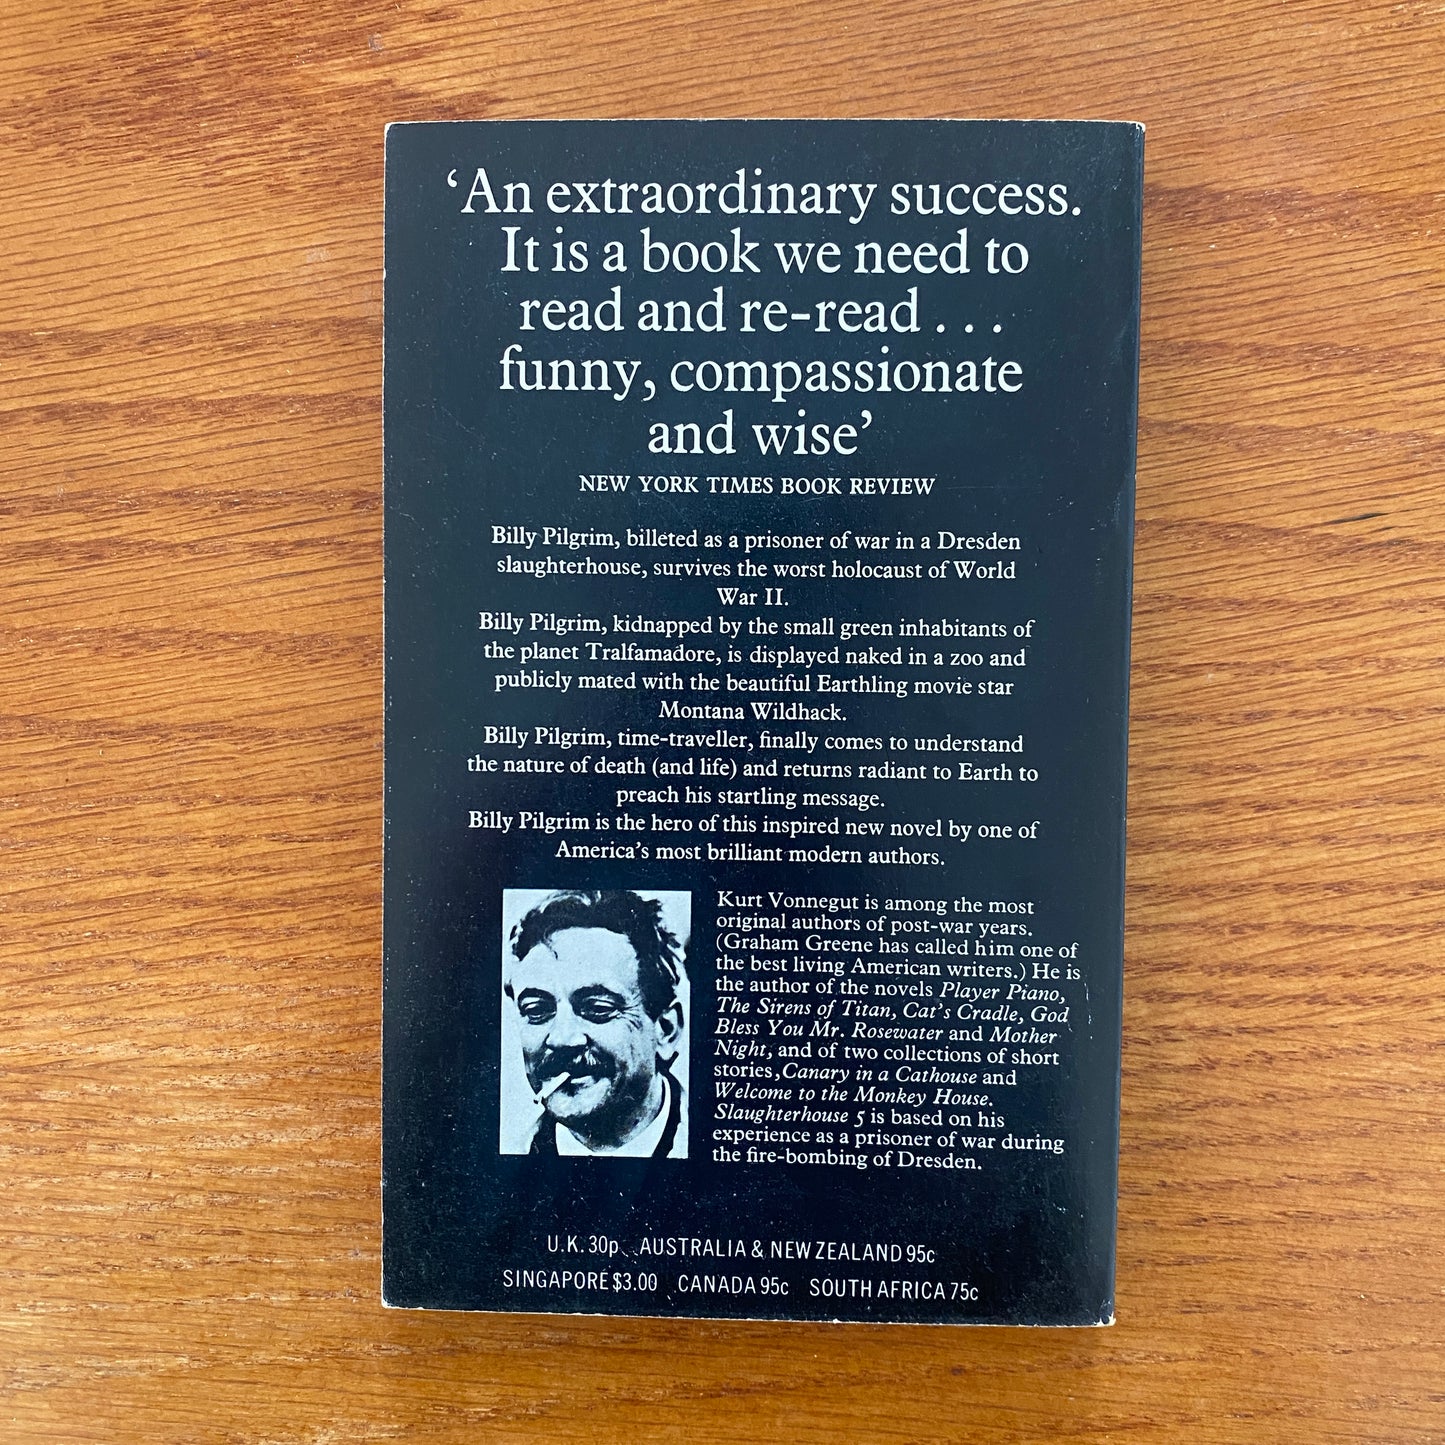 ‘An extraordinary success.
It is a book we need to
read and re-read . . .
funny, compassionate
and wise’
NEW YORK TIMES BOOK REVIEW
Billy Pilgrim, billeted as a prisoner of war in a Dresden
slaughterhouse, survives the worst holocaust of World
War II.
Billy Pilgrim, kidnapped by the small green inhabitants of
the planet Tralfamadore, is displayed naked in a zoo and
publicly mated with the beautiful Earthling movie star
Montana Wildhack.
Billy Pilgrim, time-traveller, finally comes to understand
the nature of death (and life) and returns radiant to Earth to
preach his startling message.
Billy Pilgrim is the hero of this inspired new novel by one of
America’s most brilliant modern authors.
Kurt Vonnegut is among the most
original authors of post-war years.
(Graham Greene has called him one of
the best living American writers.) He is
the author of the novels Player Piano,
The Sirens of Titan, Cat’s Cradle, God
Bless You Mr. Rosewater and Mother
Night, and of two collections of short
stories, Canary in a Cathouse and
Welcome to the Monkey House.
Slaughterhouse 5 is based on his
experience as a prisoner of war during
the fire-bombing of Dresden.
U.K. 30p AUSTRALIA & NEW ZEALAND 95c
SINGAPORE $3.00 CANADA 95c SOUTH AFRICA 75c